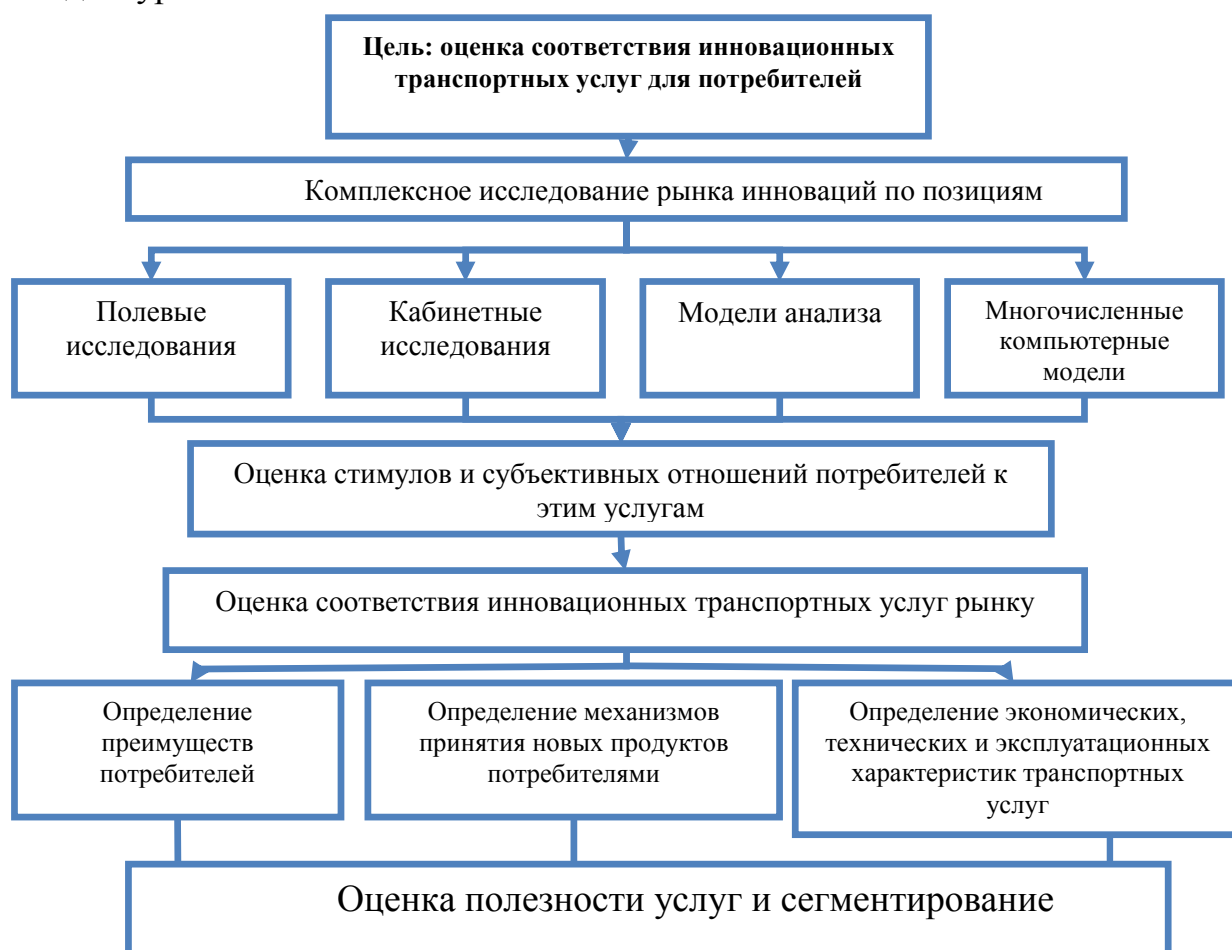 Цель: оценка соответствия инновационных
транспортных услуг для потребителей
Комплексное исследование рынка инноваций по позициям
Полевые
исследования
Кабинетные
исследования
Модели анализа
Многочисленные
компьютерные
модели
Оценка стимулов и субъективных отношений потребителей к
этим услугам
Оценка соответствия инновационных транспортных услуг рынку
Определение
преимуществ
потребителей
Определение механизмов
принятия новых продуктов
потребителями
Определение экономических,
технических и эксплуатационных
характеристик транспортных
услуг
Оценка полезности услуг и сегментирование